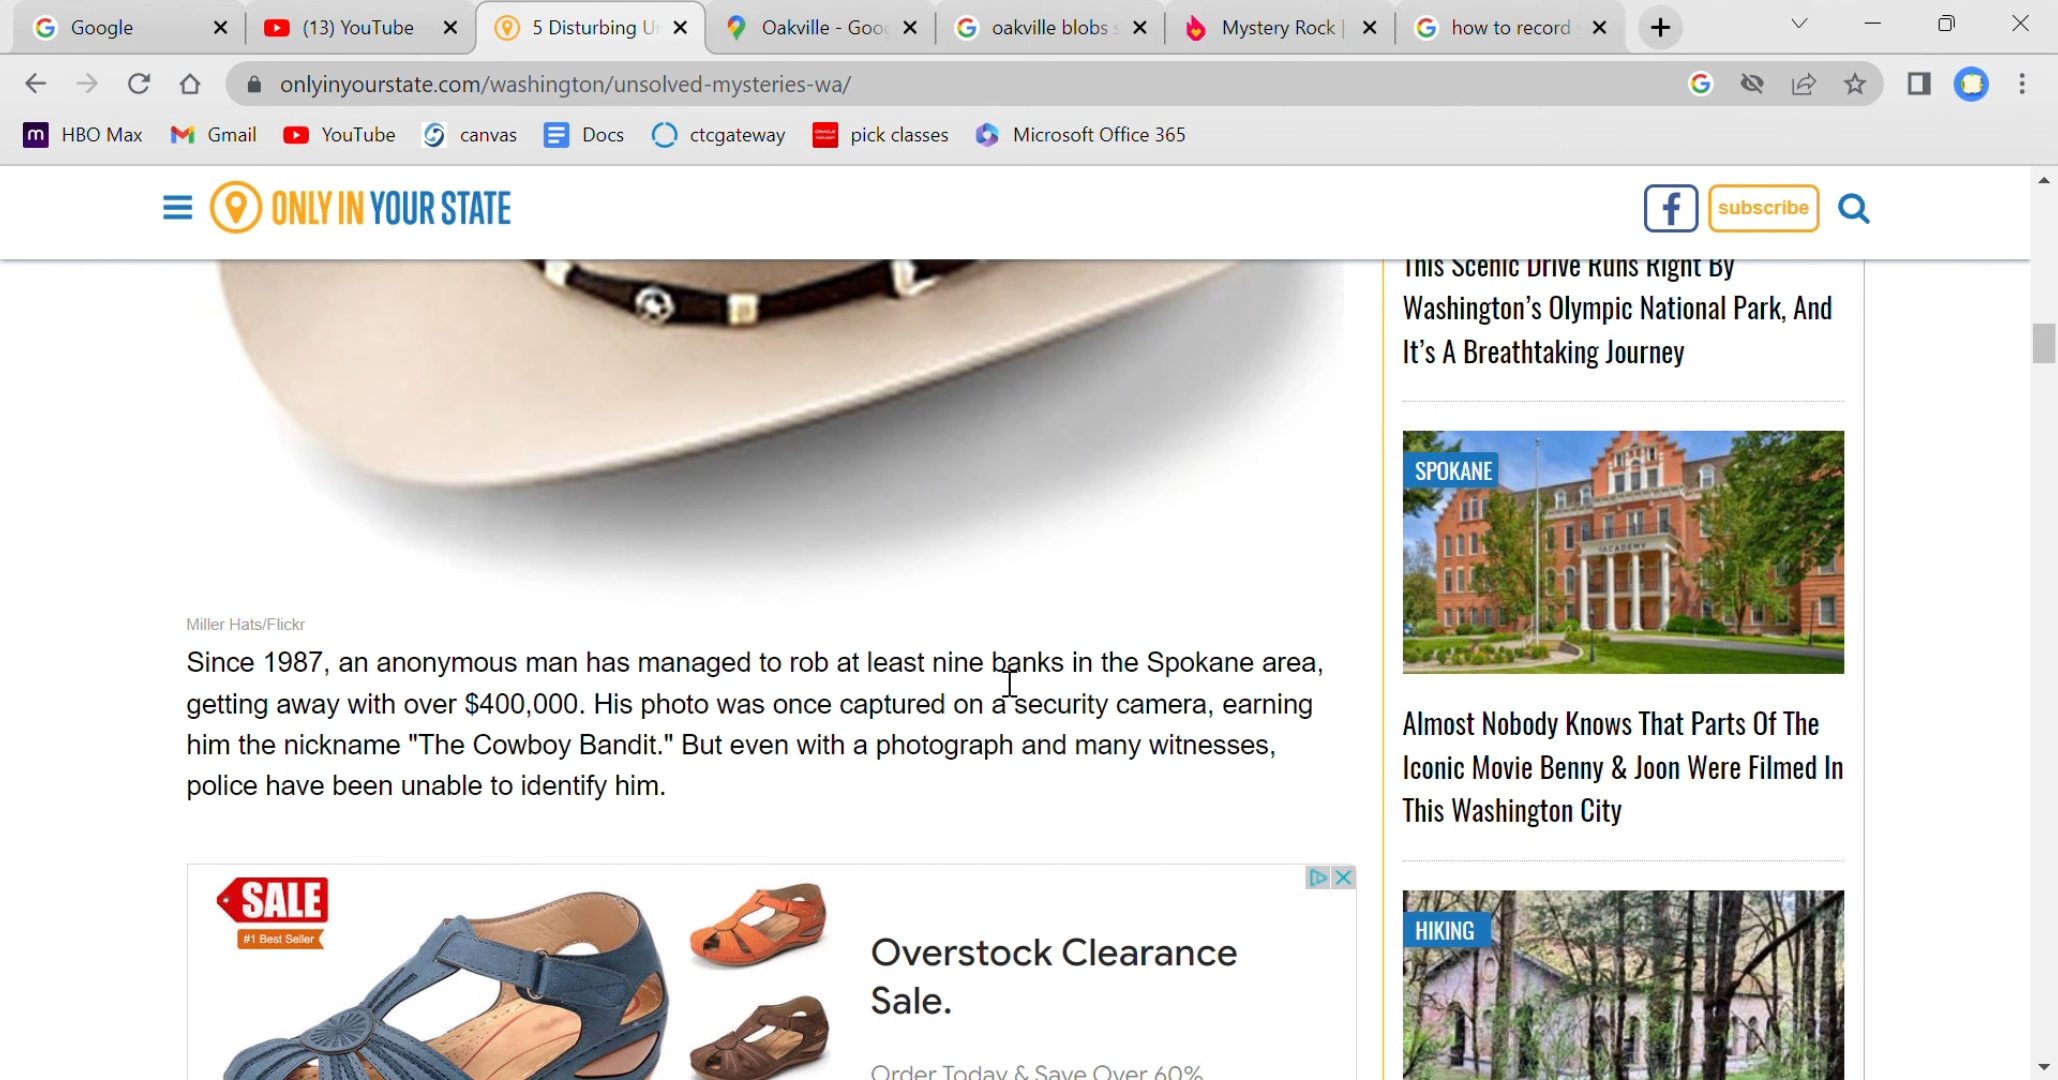 Google
(13) YouTube
5 Disturbing U
Oakville - Goo
oakville blobs s
Mystery Rock |
how to record
onlyinyourstate.com/washington/unsolved-mysteries-wa/
m HBO Max
Gmail
YouTube
canvas
Docs
ctcgateway
pick classes
Microsoft Office 365
ONLY IN YOUR STATE
f
subscribe
Miller Hats/Flickr
Since 1987, an anonymous man has managed to rob at least nine banks in the Spokane area,
getting away with over $400,000. His photo was once captured on a security camera, earning
him the nickname "The Cowboy Bandit." But even with a photograph and many witnesses,
police have been unable to identify him.
SALE
#1 Best Seller
Overstock Clearance
Sale.
Order Today & Save Over 60%
This Scenic Drive Runs Right By
Washington's Olympic National Park, And
It's A Breathtaking Journey
SPOKANE
ACADEMY
Almost Nobody Knows That Parts Of The
Iconic Movie Benny & Joon Were Filmed In
This Washington City
HIKING